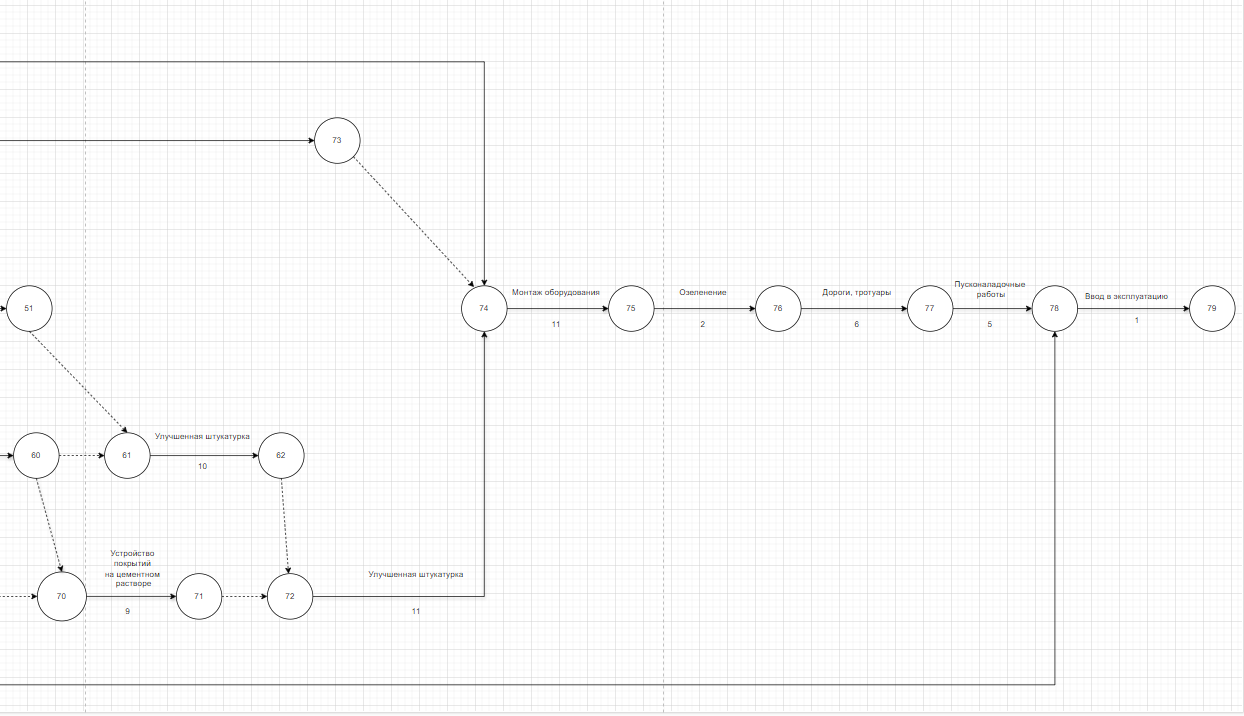 73
51
74
Монтаж оборудования
11
75
Озеленение
2
76
Дороги, тротуары
6
77
Пусконаладочные
работы
5
78
Ввод в эксплуатацию
1
79
60
61
Улучшенная штукатурка
10
62
70
Устройство
покрытий
на цементном
растворе
9
71
72
Улучшенная штукатурка
11